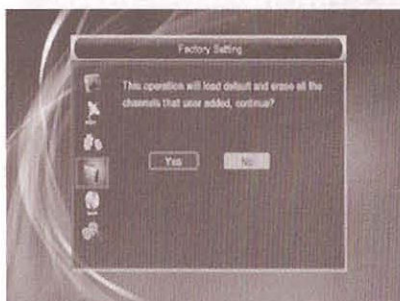 Factory Setting
This operation will load default and erase all the
channels that user added, continue?
Yes
No